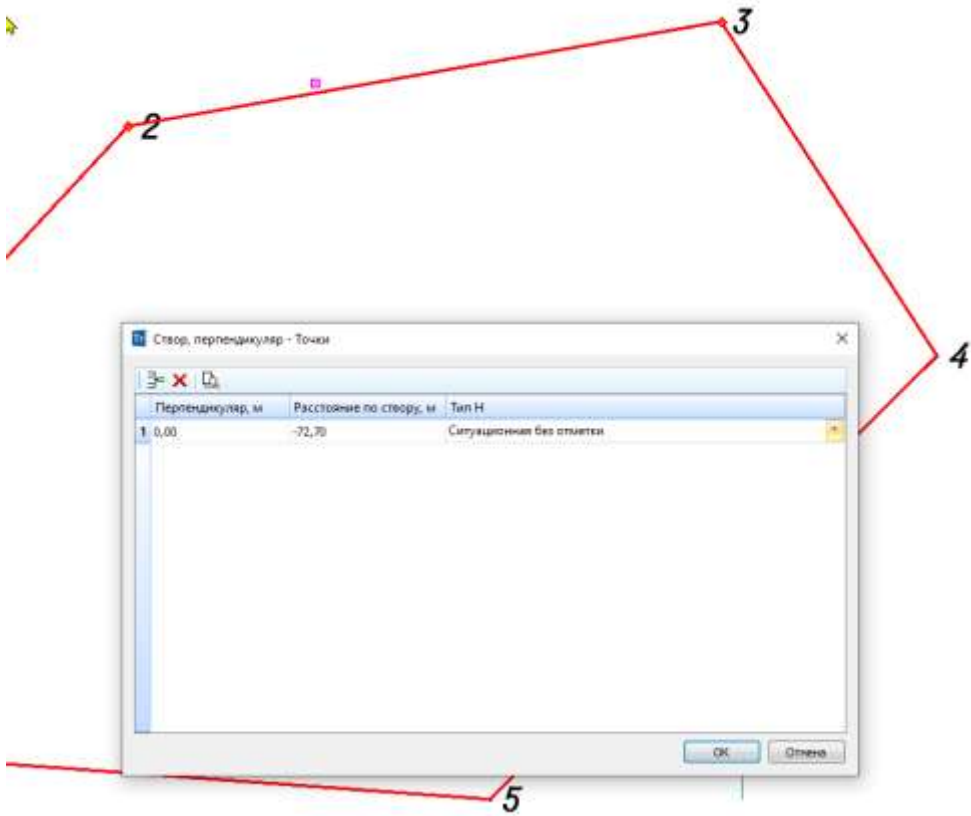 3
2
4
Створ, перпендикуляр - Точки
Перпендикуляр, м Расстояние по створу, м Тип H
1 0,00 -72,70 Ситуационная без отметки
OK Отмена
5